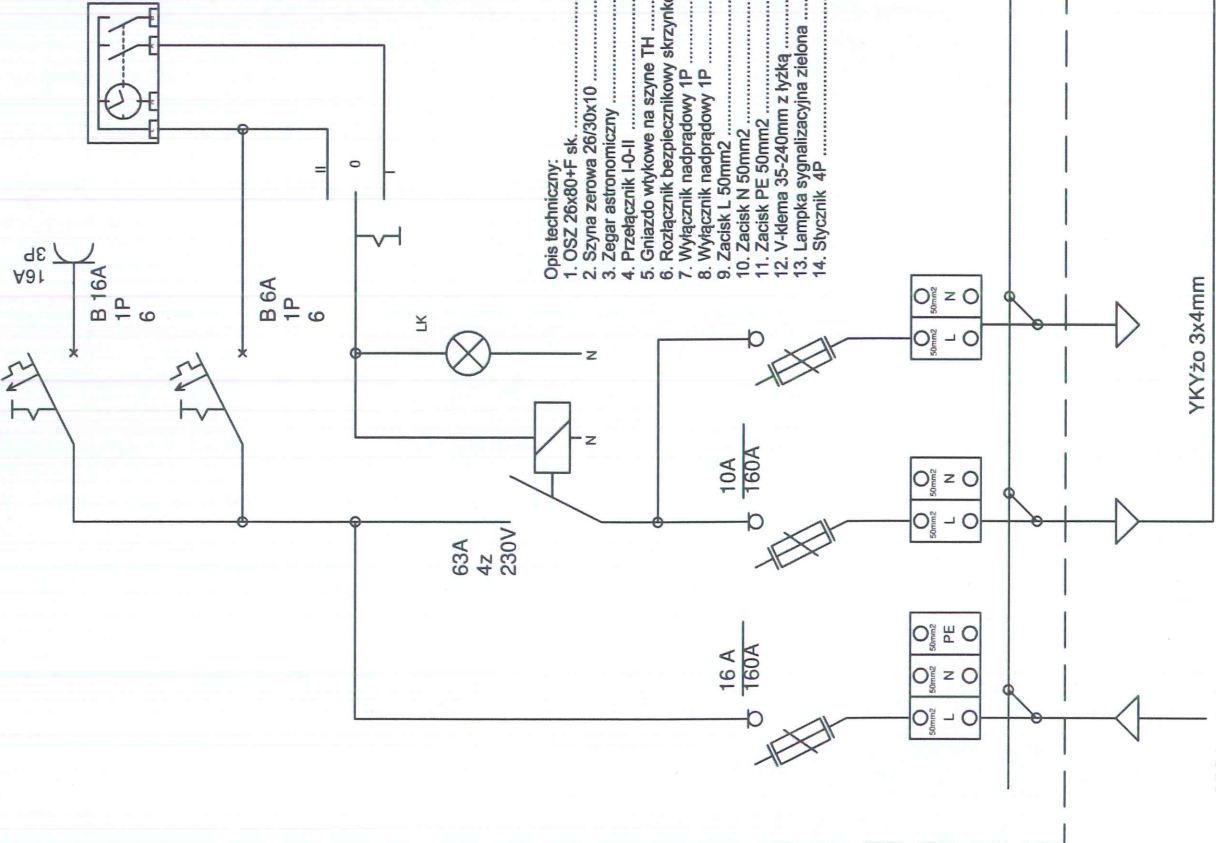 16A
3P
B 16A
1P
6
B 6A
1P
6
II
0
I
LK
N
N
63A
4z
230V
10A
160A
16 A
160A
Opis techniczny:
1. OSZ 26x80+F sk. ....................
2. Szyna zerowa 26/30x10 ....................
3. Zegar astronomiczny ....................
4. Przełącznik I-0-II ....................
5. Gniazdo wtykowe na szyne TH ....................
6. Rozłącznik bezpiecznikowy skrzynko
7. Wyłącznik nadprądowy 1P ....................
8. Wyłącznik nadprądowy 1P ....................
9. Zacisk L 50mm2 ....................
10. Zacisk N 50mm2 ....................
11. Zacisk PE 50mm2 ....................
12. V-klema 35-240mm z łyżką ....................
13. Lampka sygnalizacyjna zielona ....................
14. Stycznik 4P ....................
50mm2 50mm2 50mm2
L N PE
50mm2 50mm2
L N
50mm2 50mm2
L N
YKYżo 3x4mm